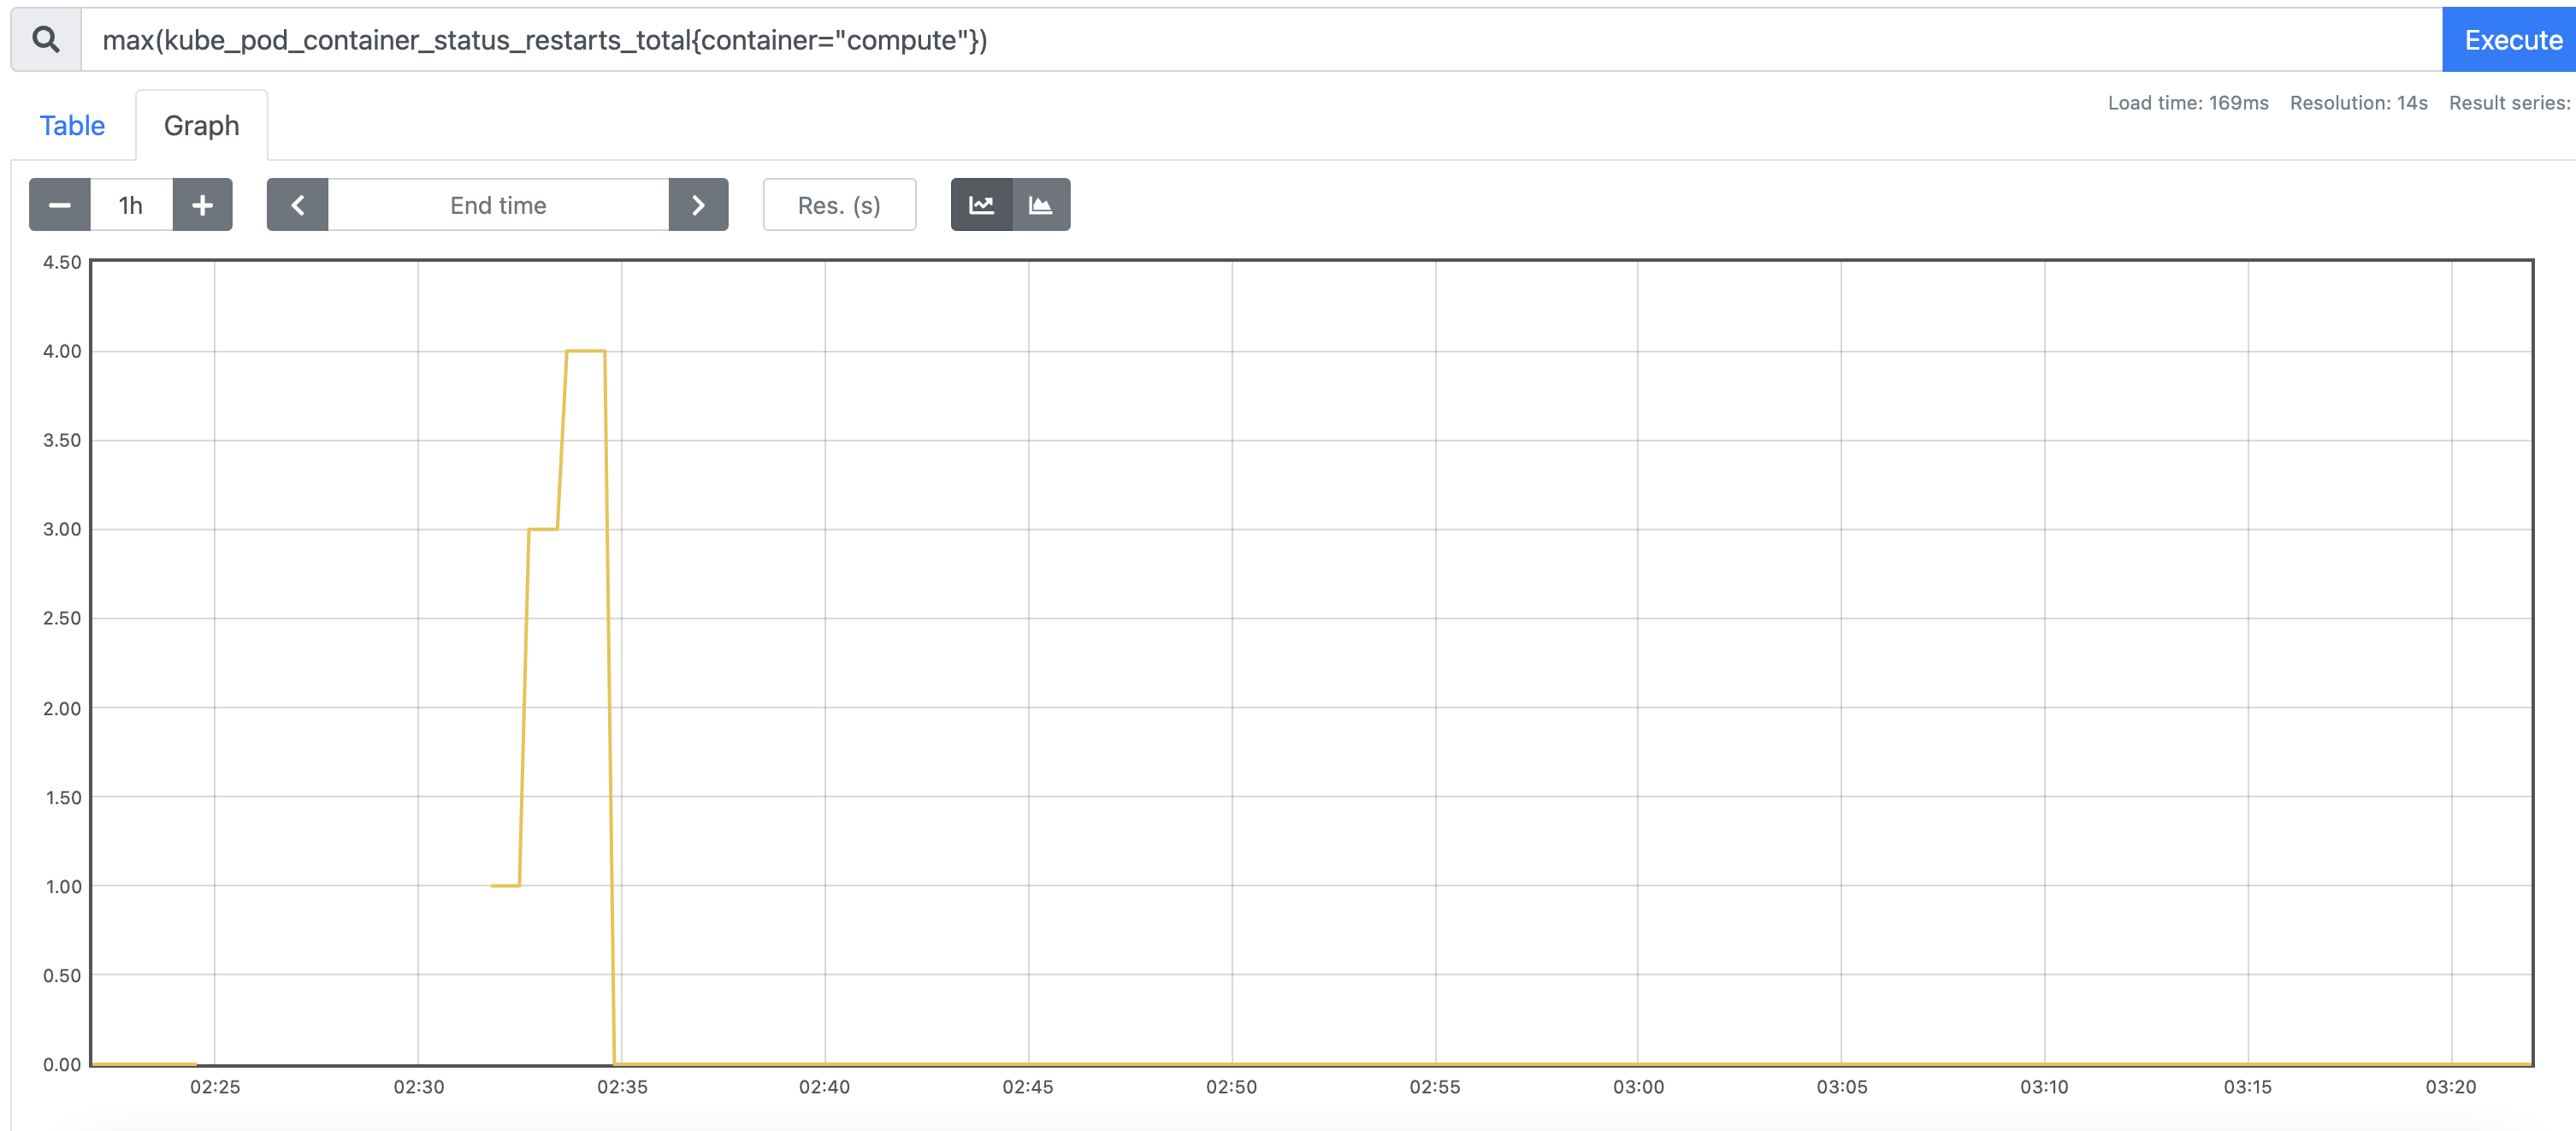 max(kube_pod_container_status_restarts_total{container="compute"})
Execute
Load time: 169ms Resolution: 14s Result series:
Table
Graph
1h
End time
Res. (s)
4.50
4.00
3.50
3.00
2.50
2.00
1.50
1.00
0.50
0.00
02:25 02:30 02:35 02:40 02:45 02:50 02:55 03:00 03:05 03:10 03:15 03:20